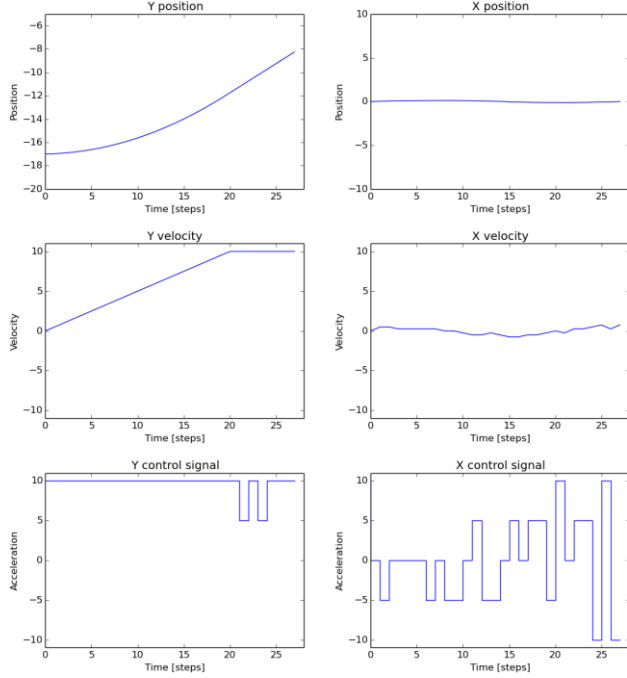 Y position
−6
−8
−10
−12
−14
−16
−18
−20
Position
0 5 10 15 20 25
Time [steps]
X position
10
5
0
−5
−10
Position
0 5 10 15 20 25
Time [steps]
Y velocity
10
5
0
−5
−10
Velocity
0 5 10 15 20 25
Time [steps]
X velocity
10
5
0
−5
−10
Velocity
0 5 10 15 20 25
Time [steps]
Y control signal
10
5
0
−5
−10
Acceleration
0 5 10 15 20 25
Time [steps]
X control signal
10
5
0
−5
−10
Acceleration
0 5 10 15 20 25
Time [steps]